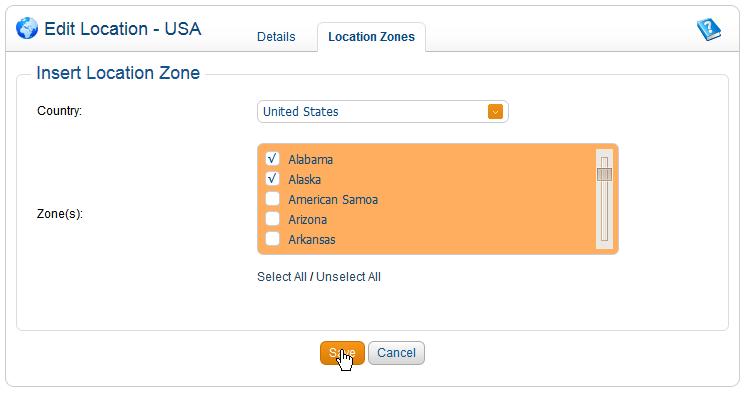 Edit Location - USA
Details
Location Zones
Insert Location Zone
Country:
United States
Zone(s):
√ Alabama
√ Alaska
American Samoa
Arizona
Arkansas
Select All / Unselect All
Save
Cancel